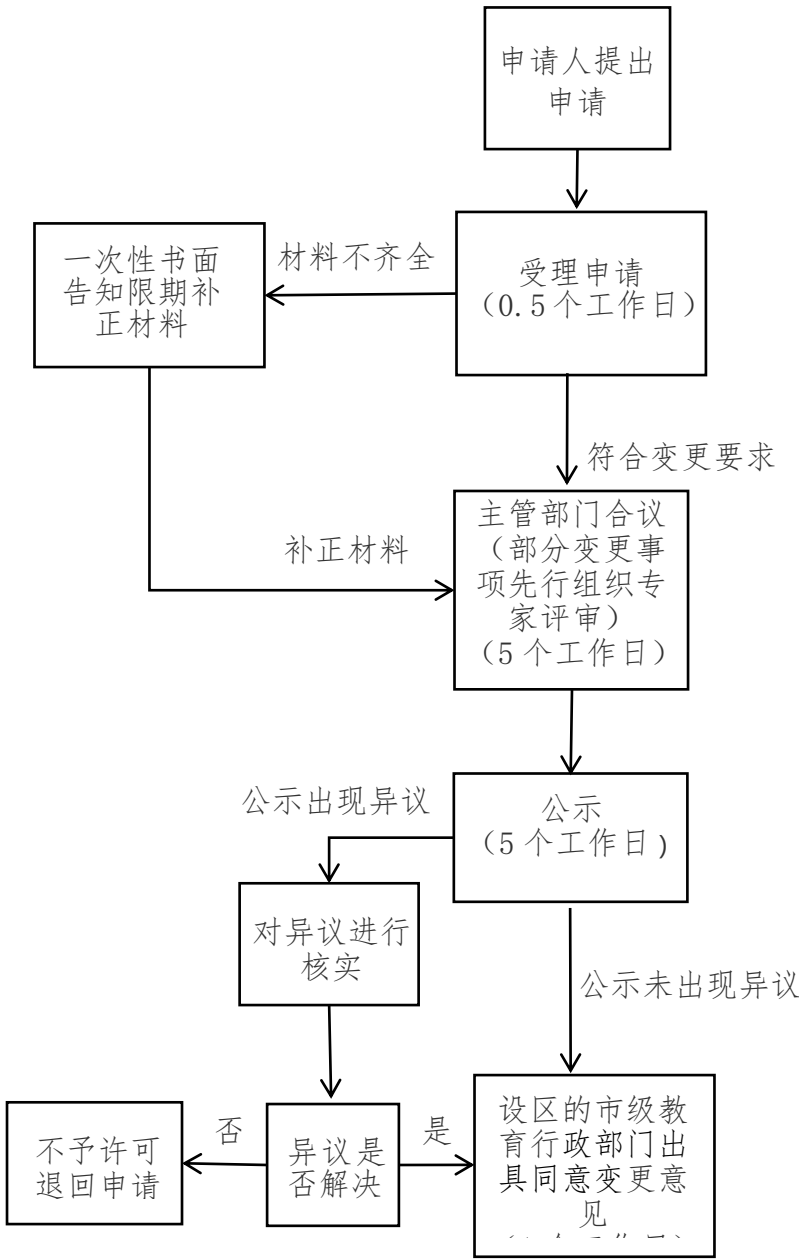 申请人提出
申请
受理申请
（0.5个工作日）
材料不齐全
一次性书面
告知限期补
正材料
符合变更要求
补正材料
主管部门合议
（部分变更事
项先行组织专
家评审）
（5个工作日）
公示
（5个工作日）
公示出现异议
对异议进行
核实
公示未出现异议
异议是
否解决
否
不予许可
退回申请
是
设区的市级教
育行政部门出
具同意变更意
见